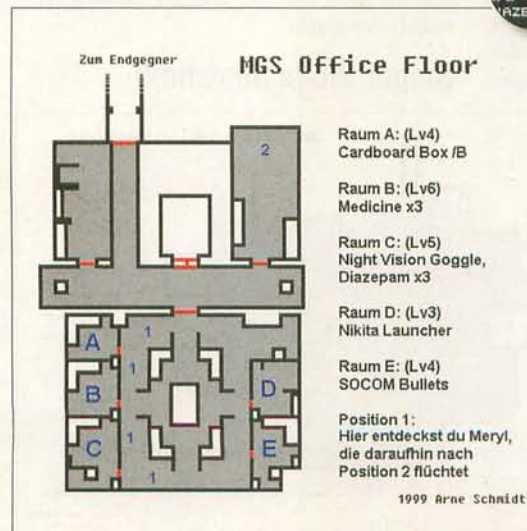 Zum Endgegner
MGS Office Floor
2
Raum A: (Lv4)
Cardboard Box /B
Raum B: (Lv6)
Medicine x3
Raum C: (Lv5)
Night Vision Goggle,
Diazepam x3
Raum D: (Lv3)
Nikita Launcher
Raum E: (Lv4)
SOCOM Bullets
Position 1:
Hier entdeckst du Meryl,
die daraufhin nach
Position 2 flüchtet
A
1
1
B
D
C
1
E
1
1999 Arne Schmidt